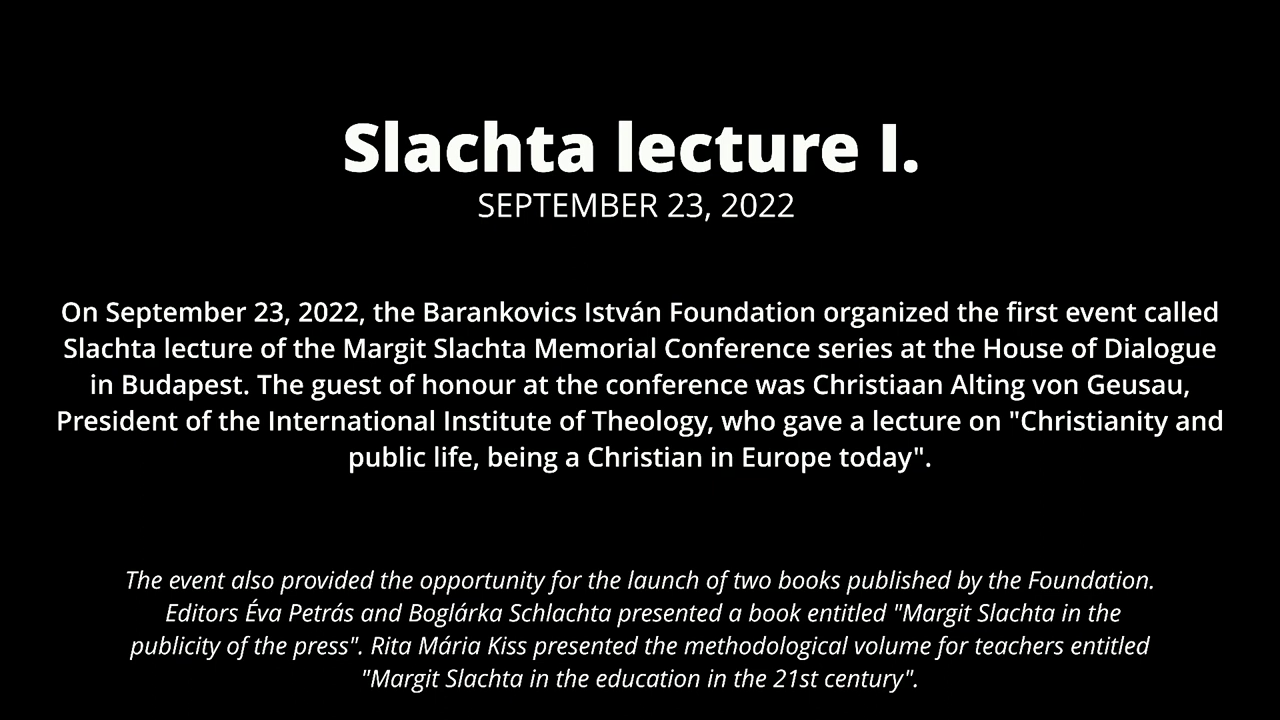 Slachta lecture I.
SEPTEMBER 23, 2022
On September 23, 2022, the Barankovics István Foundation organized the first event called
Slachta lecture of the Margit Slachta Memorial Conference series at the House of Dialogue
in Budapest. The guest of honour at the conference was Christiaan Alting von Geusau,
President of the International Institute of Theology, who gave a lecture on "Christianity and
public life, being a Christian in Europe today".
The event also provided the opportunity for the launch of two books published by the Foundation.
Editors Éva Petrás and Boglárka Schlachta presented a book entitled "Margit Slachta in the
publicity of the press". Rita Mária Kiss presented the methodological volume for teachers entitled
"Margit Slachta in the education in the 21st century".